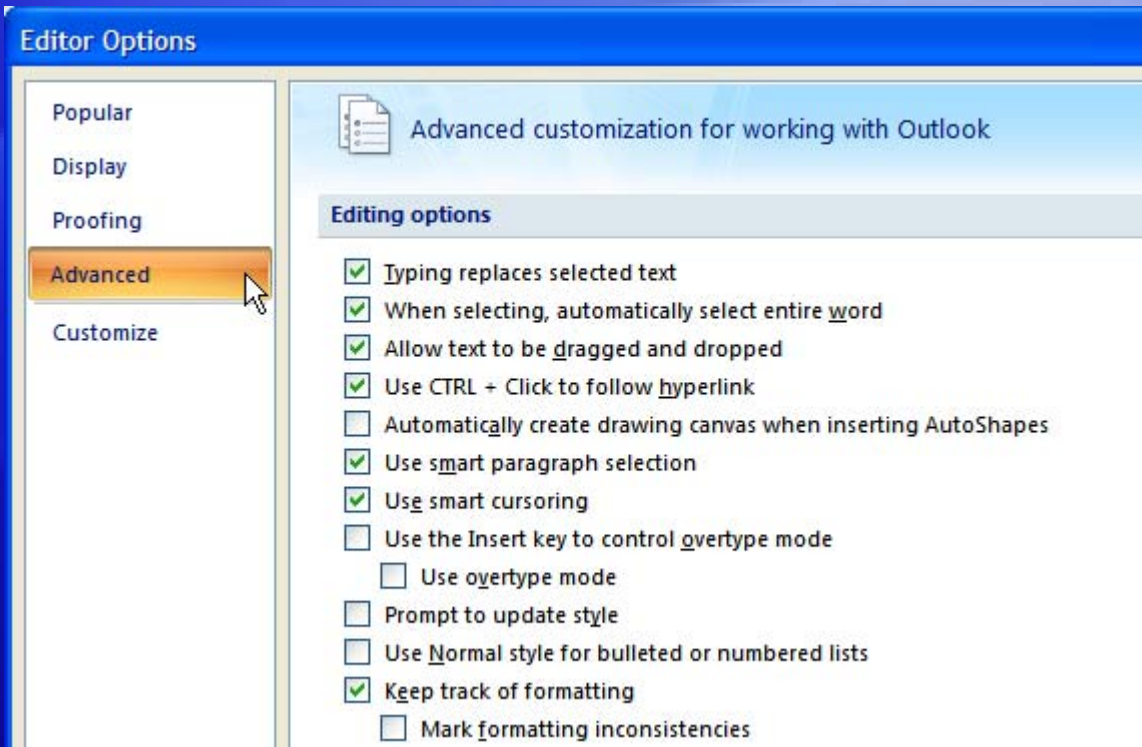 Editor Options
Popular
Display
Proofing
Advanced
Customize
Advanced customization for working with Outlook
Editing options
Typing replaces selected text
When selecting, automatically select entire word
Allow text to be dragged and dropped
Use CTRL + Click to follow hyperlink
Automatically create drawing canvas when inserting AutoShapes
Use smart paragraph selection
Use smart cursoring
Use the Insert key to control overtype mode
Use overtype mode
Prompt to update style
Use Normal style for bulleted or numbered lists
Keep track of formatting
Mark formatting inconsistencies